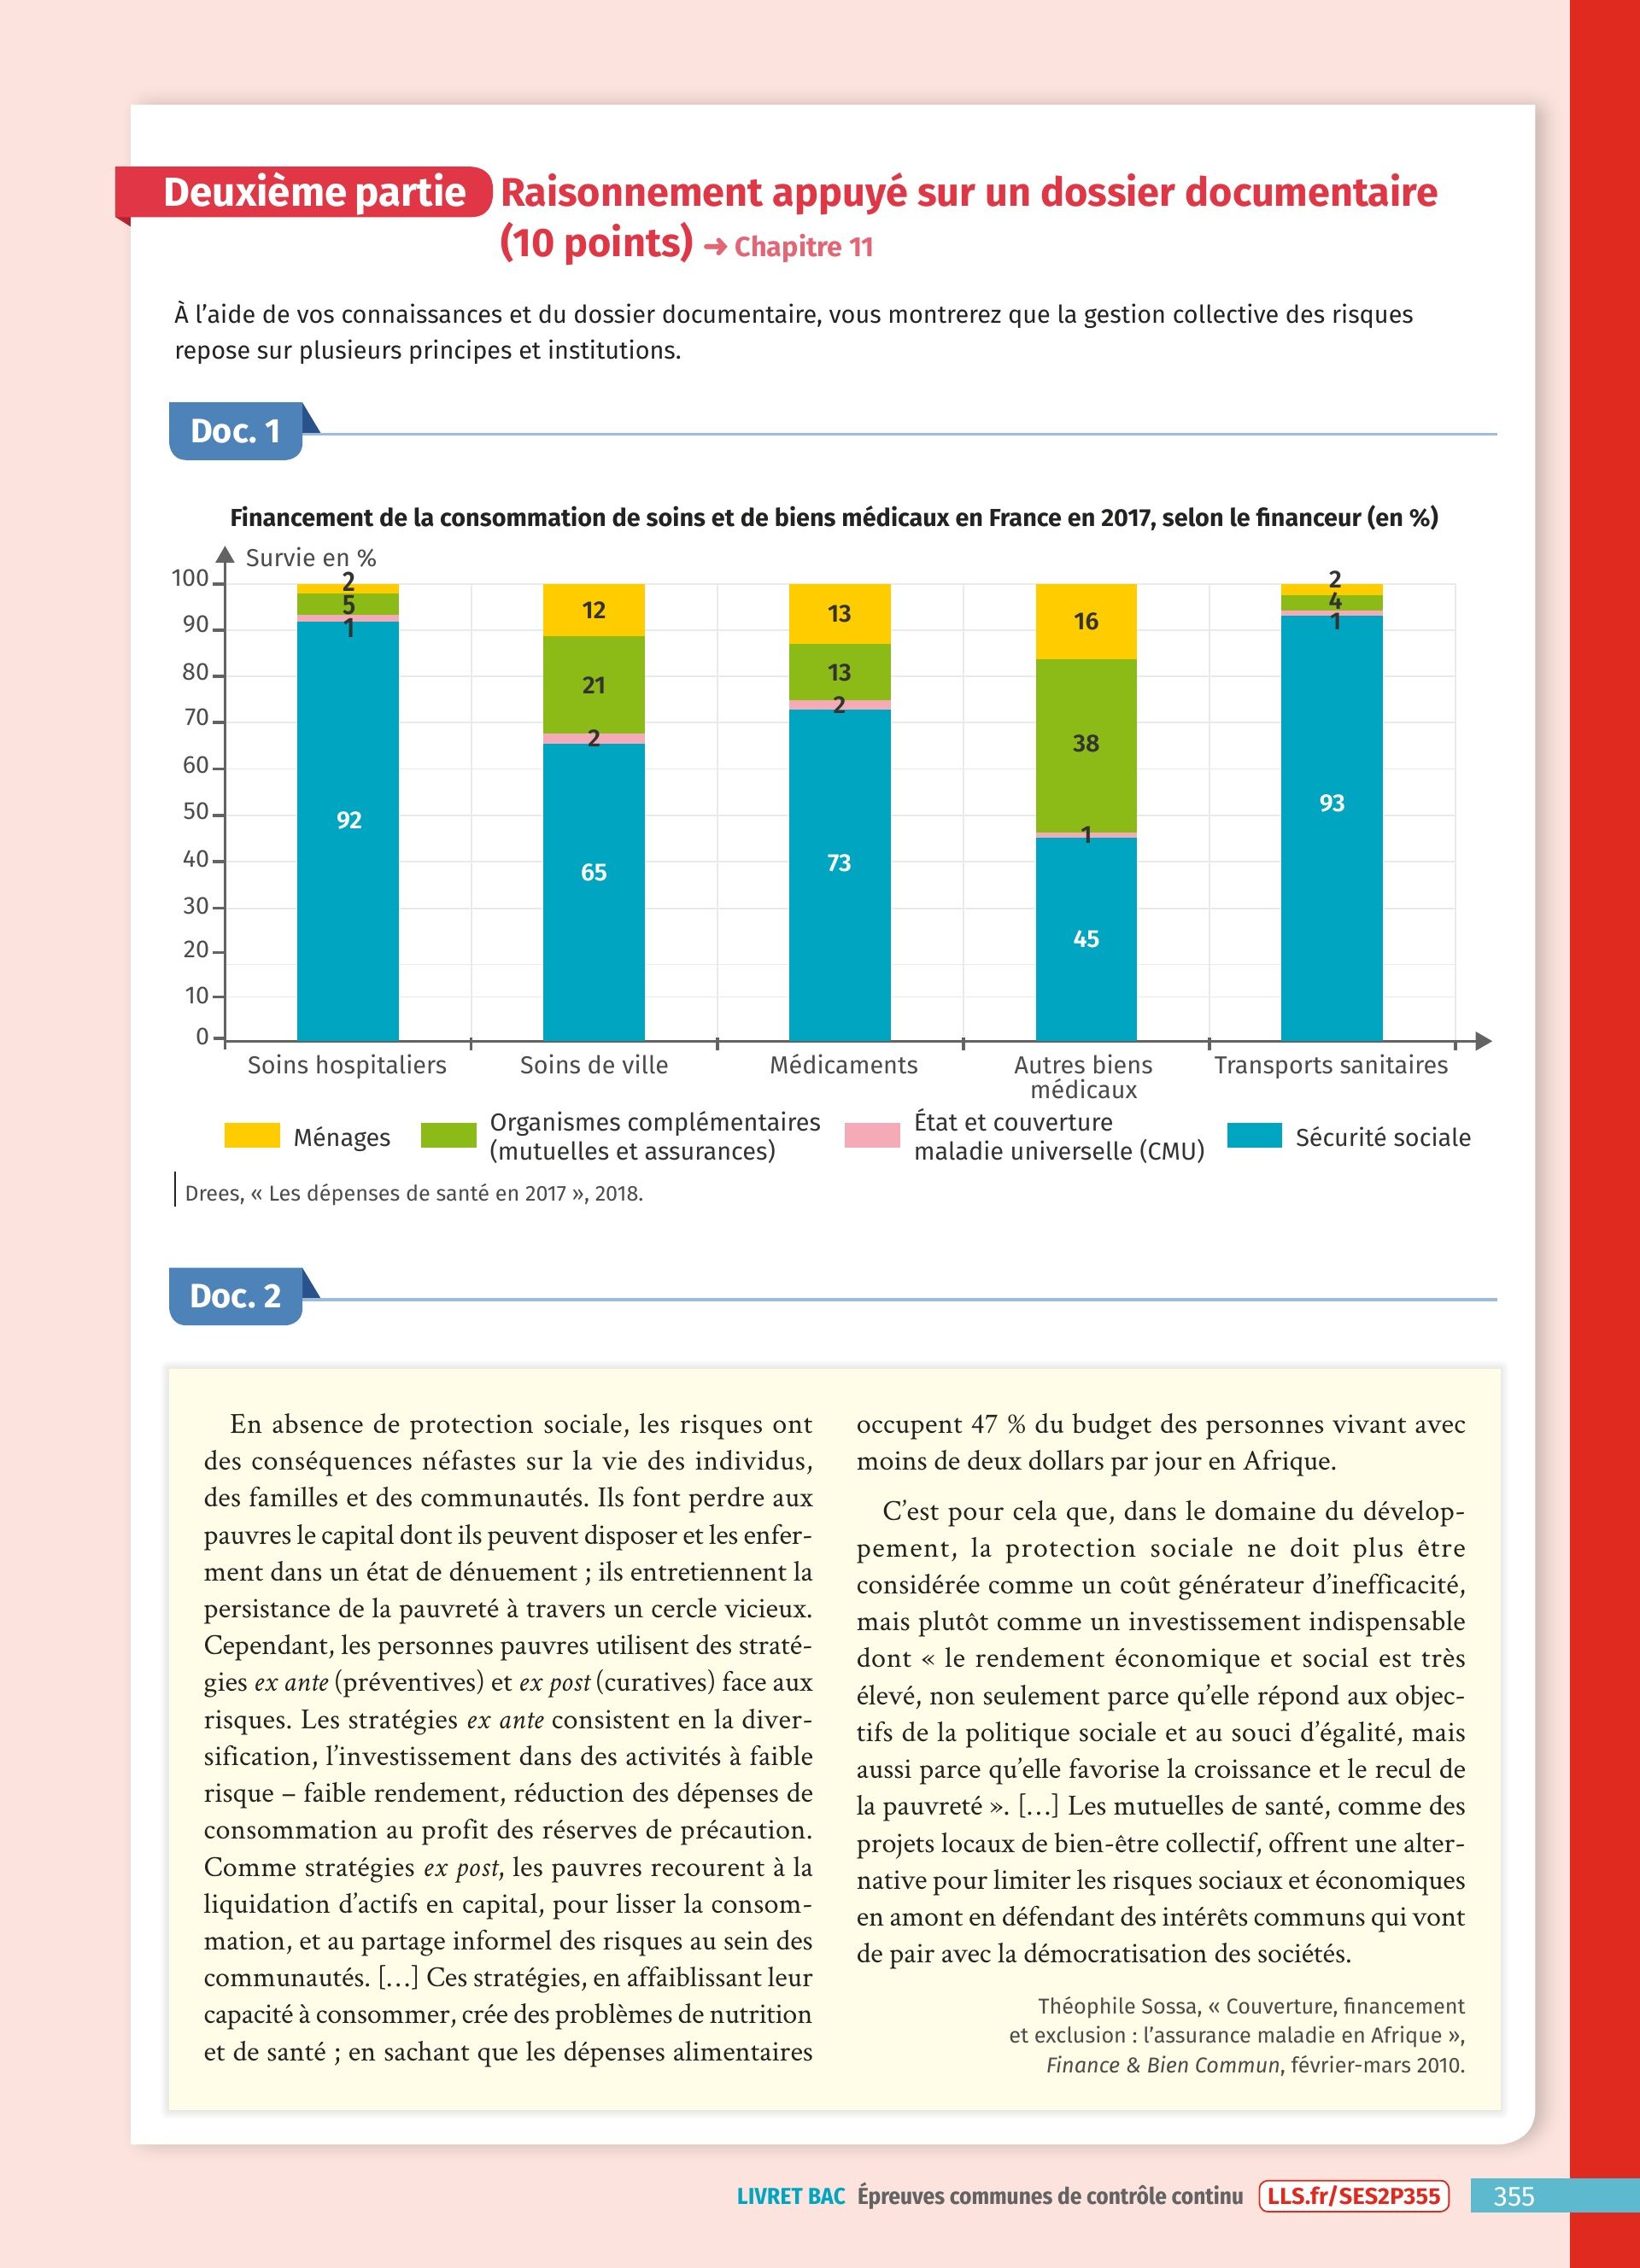 Deuxième partie Raisonnement appuyé sur un dossier documentaire
(10 points) ➜ Chapitre 11
À l’aide de vos connaissances et du dossier documentaire, vous montrerez que la gestion collective des risques
repose sur plusieurs principes et institutions.
Doc. 1
Financement de la consommation de soins et de biens médicaux en France en 2017, selon le financeur (en %)
Survie en %
100
90
80
70
60
50
40
30
20
10
0
2
5
1
92
12
21
2
65
13
13
2
73
16
38
1
45
2
4
1
93
Soins hospitaliers
Soins de ville
Médicaments
Autres biens
médicaux
Transports sanitaires
Ménages
Organismes complémentaires
(mutuelles et assurances)
État et couverture
maladie universelle (CMU)
Sécurité sociale
Drees, « Les dépenses de santé en 2017 », 2018.
Doc. 2
En absence de protection sociale, les risques ont
des conséquences néfastes sur la vie des individus,
des familles et des communautés. Ils font perdre aux
pauvres le capital dont ils peuvent disposer et les enfer-
ment dans un état de dénuement ; ils entretiennent la
persistance de la pauvreté à travers un cercle vicieux.
Cependant, les personnes pauvres utilisent des straté-
gies ex ante (préventives) et ex post (curatives) face aux
risques. Les stratégies ex ante consistent en la diver-
sification, l’investissement dans des activités à faible
risque – faible rendement, réduction des dépenses de
consommation au profit des réserves de précaution.
Comme stratégies ex post, les pauvres recourent à la
liquidation d’actifs en capital, pour lisser la consom-
mation, et au partage informel des risques au sein des
communautés. […] Ces stratégies, en affaiblissant leur
capacité à consommer, crée des problèmes de nutrition
et de santé ; en sachant que les dépenses alimentaires
occupent 47 % du budget des personnes vivant avec
moins de deux dollars par jour en Afrique.
C’est pour cela que, dans le domaine du dévelop-
pement, la protection sociale ne doit plus être
considérée comme un coût générateur d’inefficacité,
mais plutôt comme un investissement indispensable
dont « le rendement économique et social est très
élevé, non seulement parce qu’elle répond aux objec-
tifs de la politique sociale et au souci d’égalité, mais
aussi parce qu’elle favorise la croissance et le recul de
la pauvreté ». […] Les mutuelles de santé, comme des
projets locaux de bien-être collectif, offrent une alter-
native pour limiter les risques sociaux et économiques
en amont en défendant des intérêts communs qui vont
de pair avec la démocratisation des sociétés.
Théophile Sossa, « Couverture, financement
et exclusion : l’assurance maladie en Afrique »,
Finance & Bien Commun, février-mars 2010.
LIVRET BAC Épreuves communes de contrôle continu LLS.fr/SES2P355 355